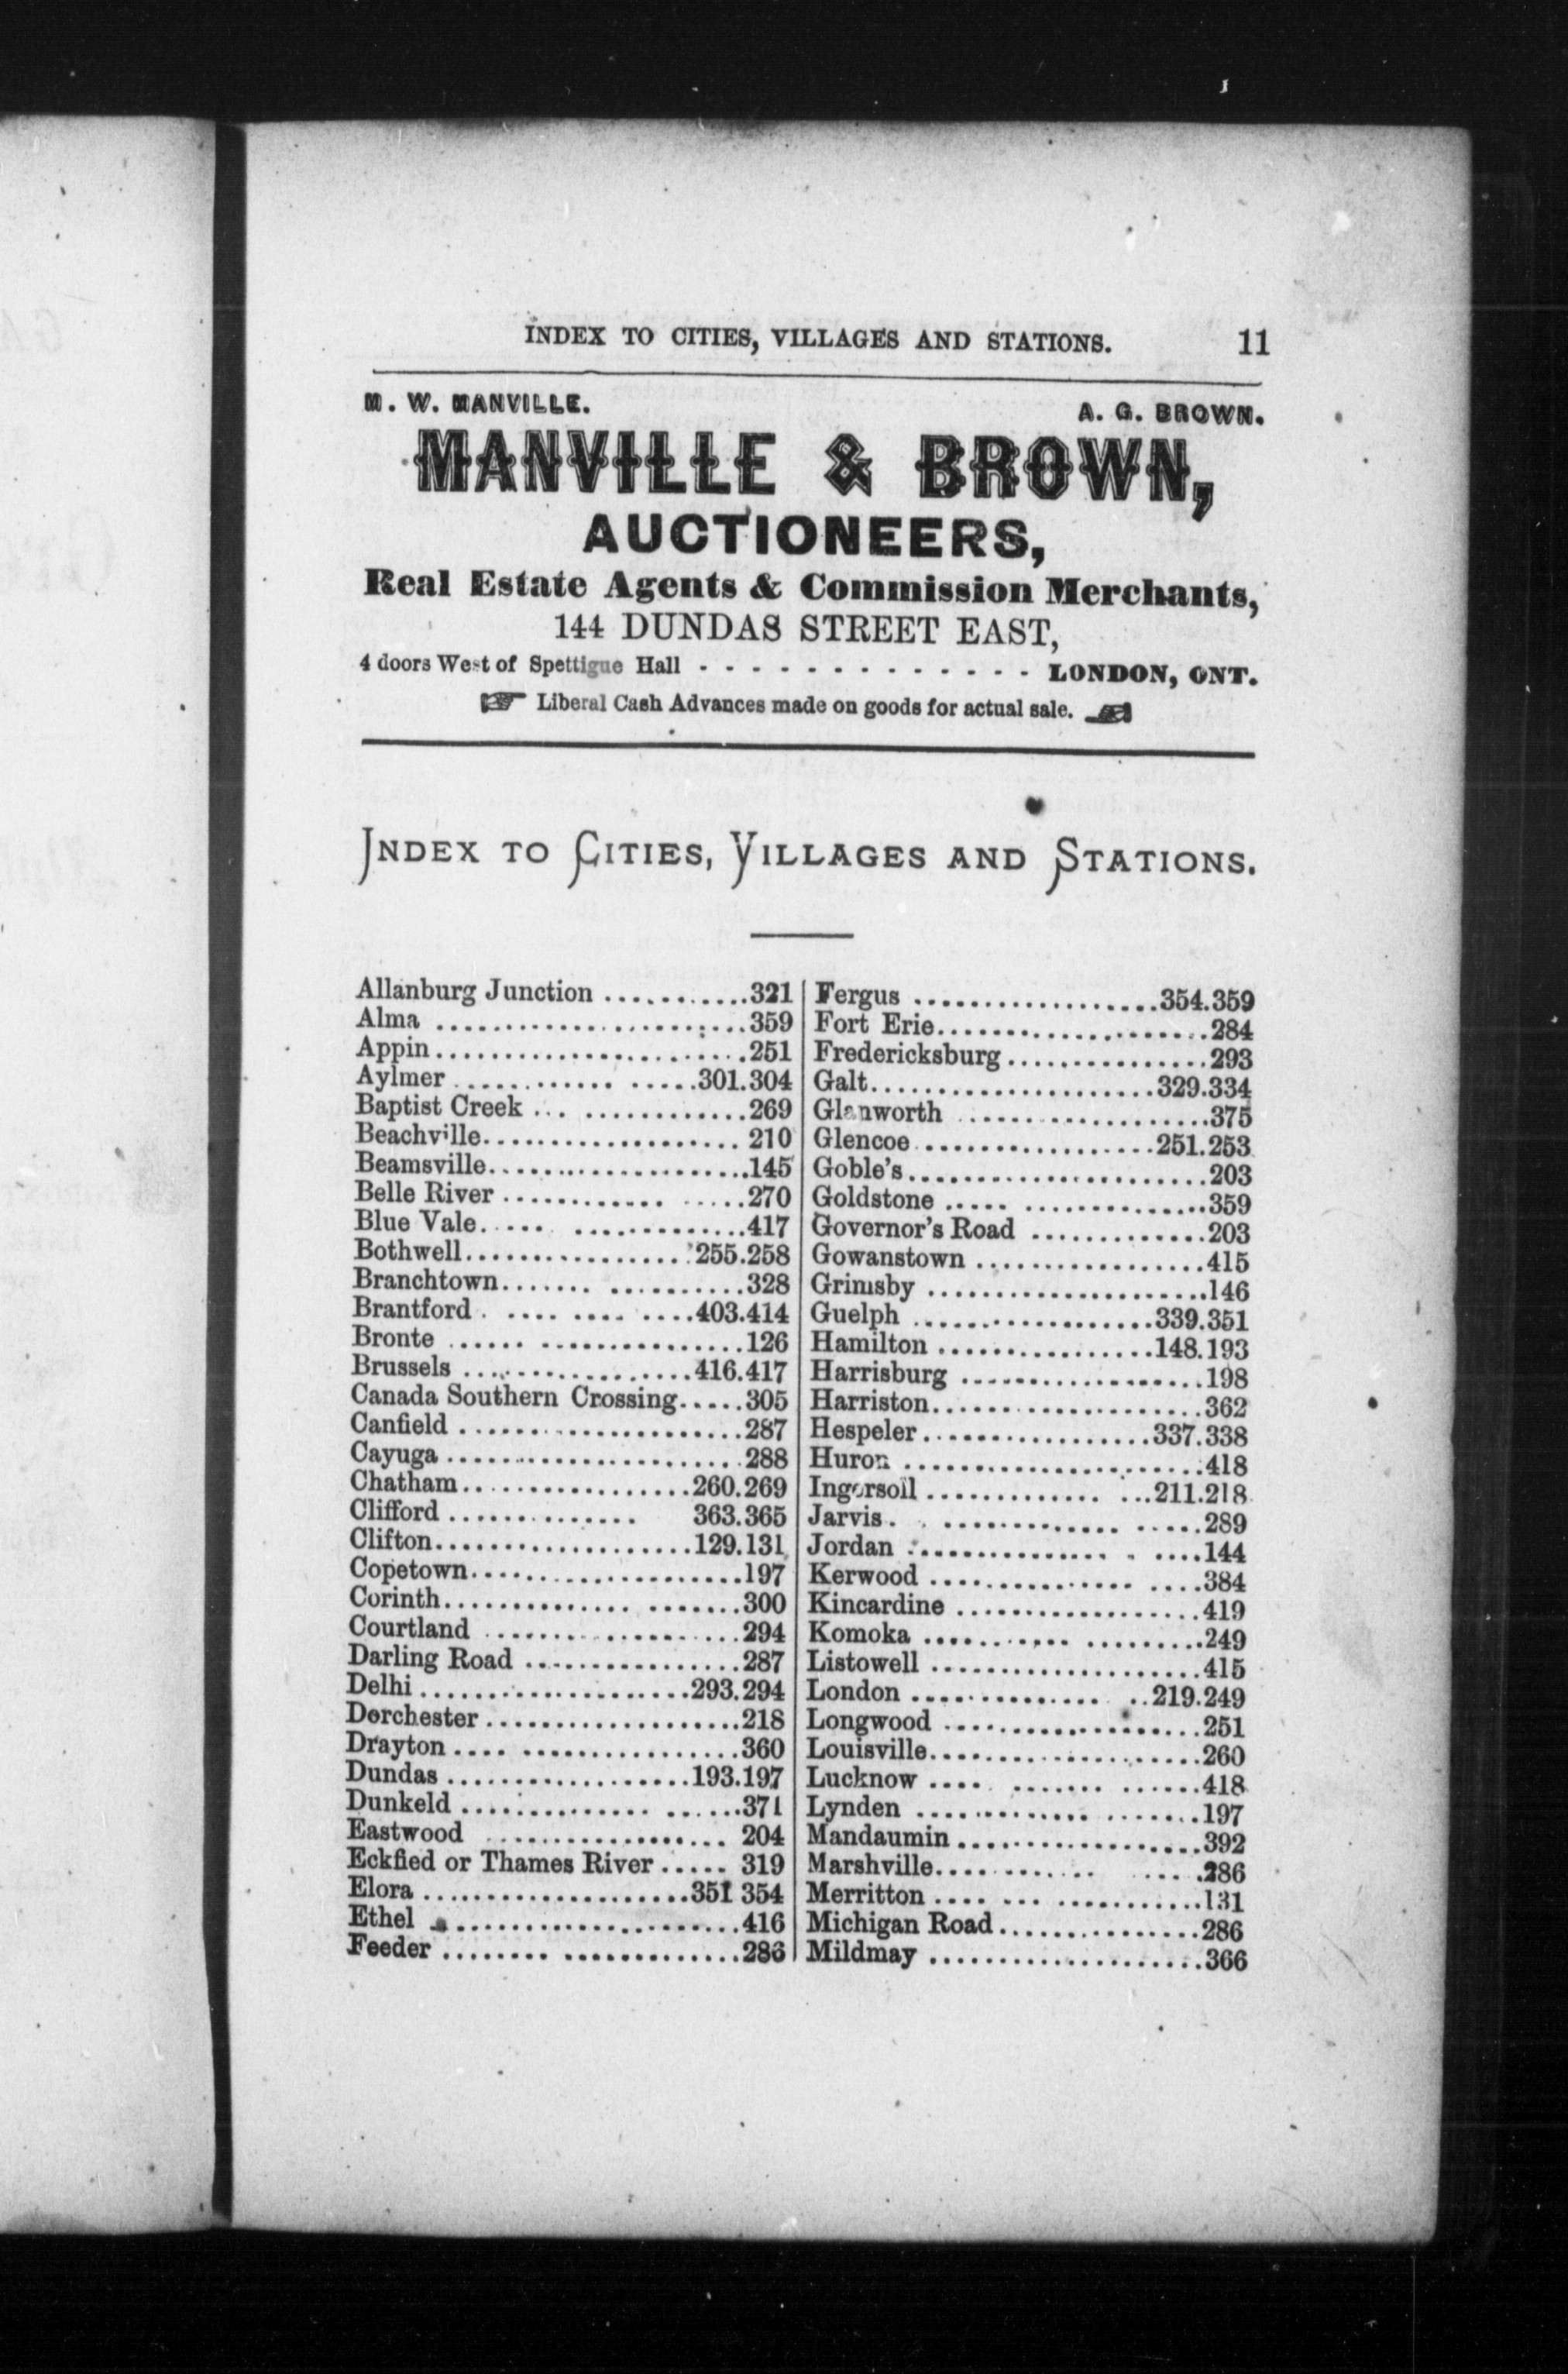 INDEX TO CITIES, VILLAGES AND STATIONS. 11
M. W. MANVILLE. A. G. BROWN.
MANVILLE & BROWN,
AUCTIONEERS,
Real Estate Agents & Commission Merchants,
144 DUNDAS STREET EAST,
4 doors West of Spettigue Hall - - - - - - - - - - - - - LONDON, ONT.
☞ Liberal Cash Advances made on goods for actual sale. ☜
INDEX TO CITIES, VILLAGES AND STATIONS.
Allanburg Junction ............321
Alma .......................359
Appin.......................251
Aylmer ..................301.304
Baptist Creek ................269
Beachville................... 210
Beamsville...................145
Belle River ..................270
Blue Vale...................417
Bothwell.................255.258
Branchtown..................328
Brantford ..............403.414
Bronte .....................126
Brussels .................416.417
Canada Southern Crossing.....305
Canfield .....................287
Cayuga ......................288
Chatham.................260.269
Clifford .............. 363.365
Clifton...................129.131
Copetown....................197
Corinth......................300
Courtland ...................294
Darling Road ................287
Delhi ....................293.294
Dorchester ...................218
Drayton .....................360
Dundas ..................193.197
Dunkeld .....................371
Eastwood .................. 204
Eckfied or Thames River ..... 319
Elora ....................351 354
Ethel .......................416
Feeder ......................286
Fergus ..................354.359
Fort Erie....................284
Fredericksburg ...............293
Galt.....................329.334
Glanworth ..................375
Glencoe .................251.253
Goble's......................203
Goldstone ...................359
Governor's Road .............203
Gowanstown .................415
Grimsby .....................146
Guelph ..................339.351
Hamilton ................148.193
Harrisburg ..................198
Harriston....................362
Hespeler.................337.338
Huron ......................418
Ingersoll ................211.218
Jarvis. .....................289
Jordan .....................144
Kerwood ...................384
Kincardine ..................419
Komoka ....................249
Listowell ....................415
London ................219.249
Longwood ...................251
Louisville....................260
Lucknow ....................418
Lynden .....................197
Mandaumin ..................392
Marshville...................286
Merritton ...................131
Michigan Road...............286
Mildmay ....................366